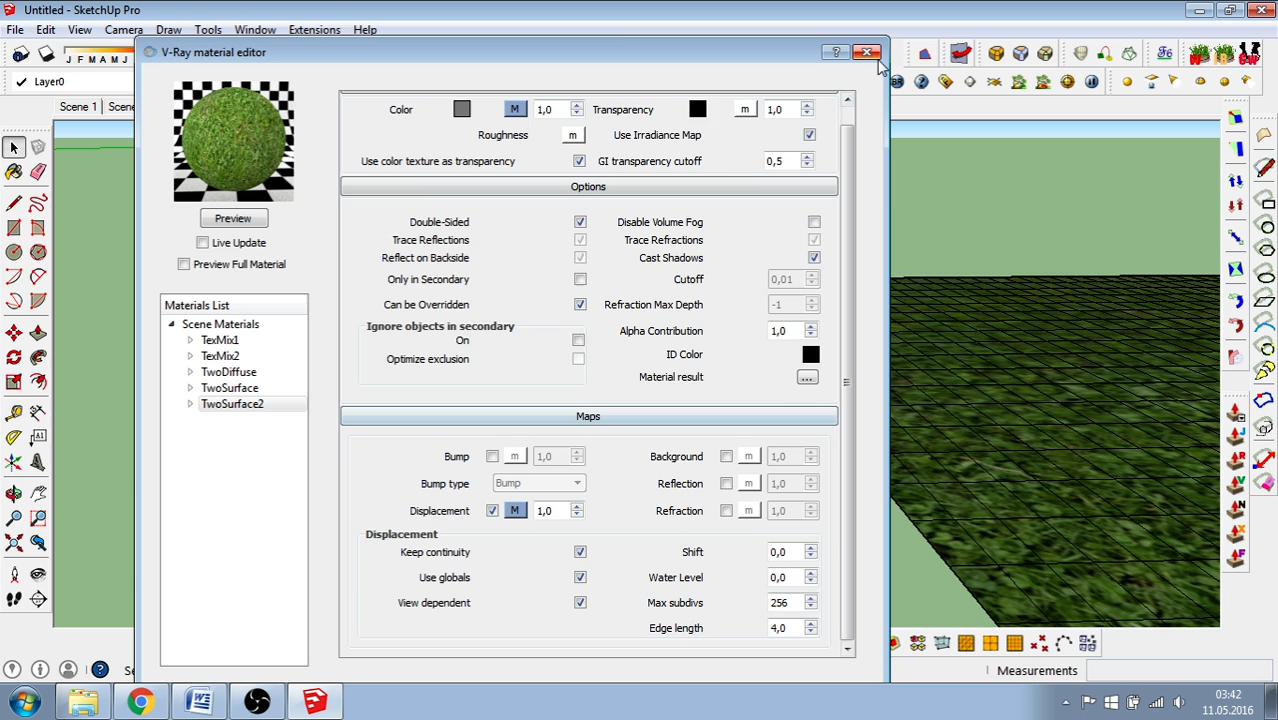 Untitled - SketchUp Pro
File Edit View Camera Draw Tools Window Extensions Help
J F M A M J
Layer0
Scene 1 Scene
V-Ray material editor
?
Color M 1,0 Transparency m 1,0
Roughness m Use Irradiance Map
Use color texture as transparency GI transparency cutoff 0,5
Options
Preview
Live Update
Preview Full Material
Double-Sided Disable Volume Fog
Trace Reflections Trace Refractions
Reflect on Backside Cast Shadows
Only in Secondary Cutoff 0,01
Can be Overridden Refraction Max Depth -1
Ignore objects in secondary
On
Optimize exclusion
Alpha Contribution 1,0
ID Color
Material result ...
Materials List
Scene Materials
TexMix1
TexMix2
TwoDiffuse
TwoSurface
TwoSurface2
Maps
Bump m 1,0 Background m 1,0
Bump type Bump Reflection m 1,0
Displacement M 1,0 Refraction m 1,0
Displacement
Keep continuity Shift 0,0
Use globals Water Level 0,0
View dependent Max subdivs 256
Edge length 4,0
Measurements
03:42
11.05.2016